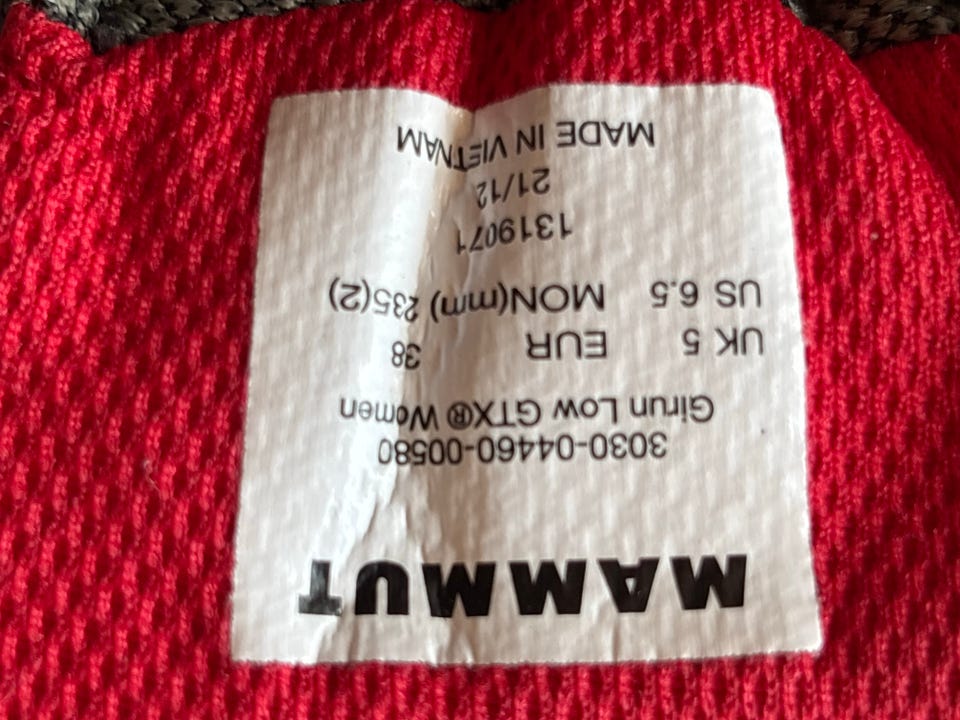 MAMMUT
3030-04460-00580
Girun Low GTX® Women
UK 5 EUR 38
US 6.5 MON(mm) 235(2)
1319071
21/12
MADE IN VIETNAM